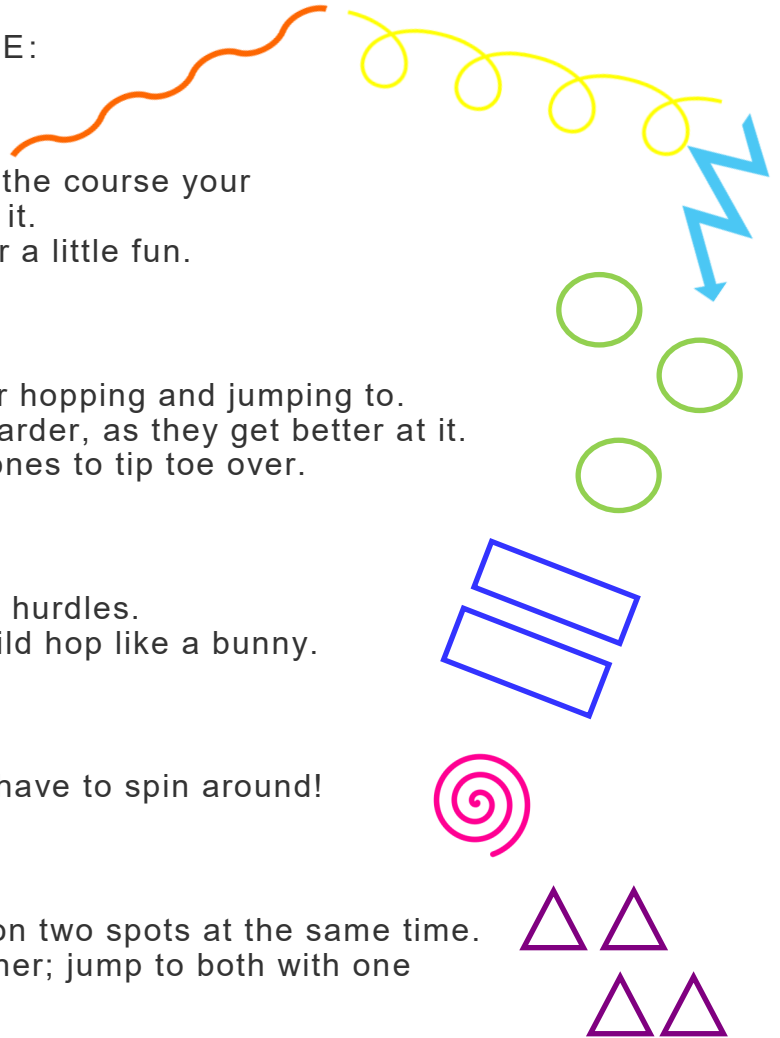 E:
the course your
it.
r a little fun.
r hopping and jumping to.
arder, as they get better at it.
ones to tip toe over.
hurdles.
ild hop like a bunny.
have to spin around!
on two spots at the same time.
her; jump to both with one